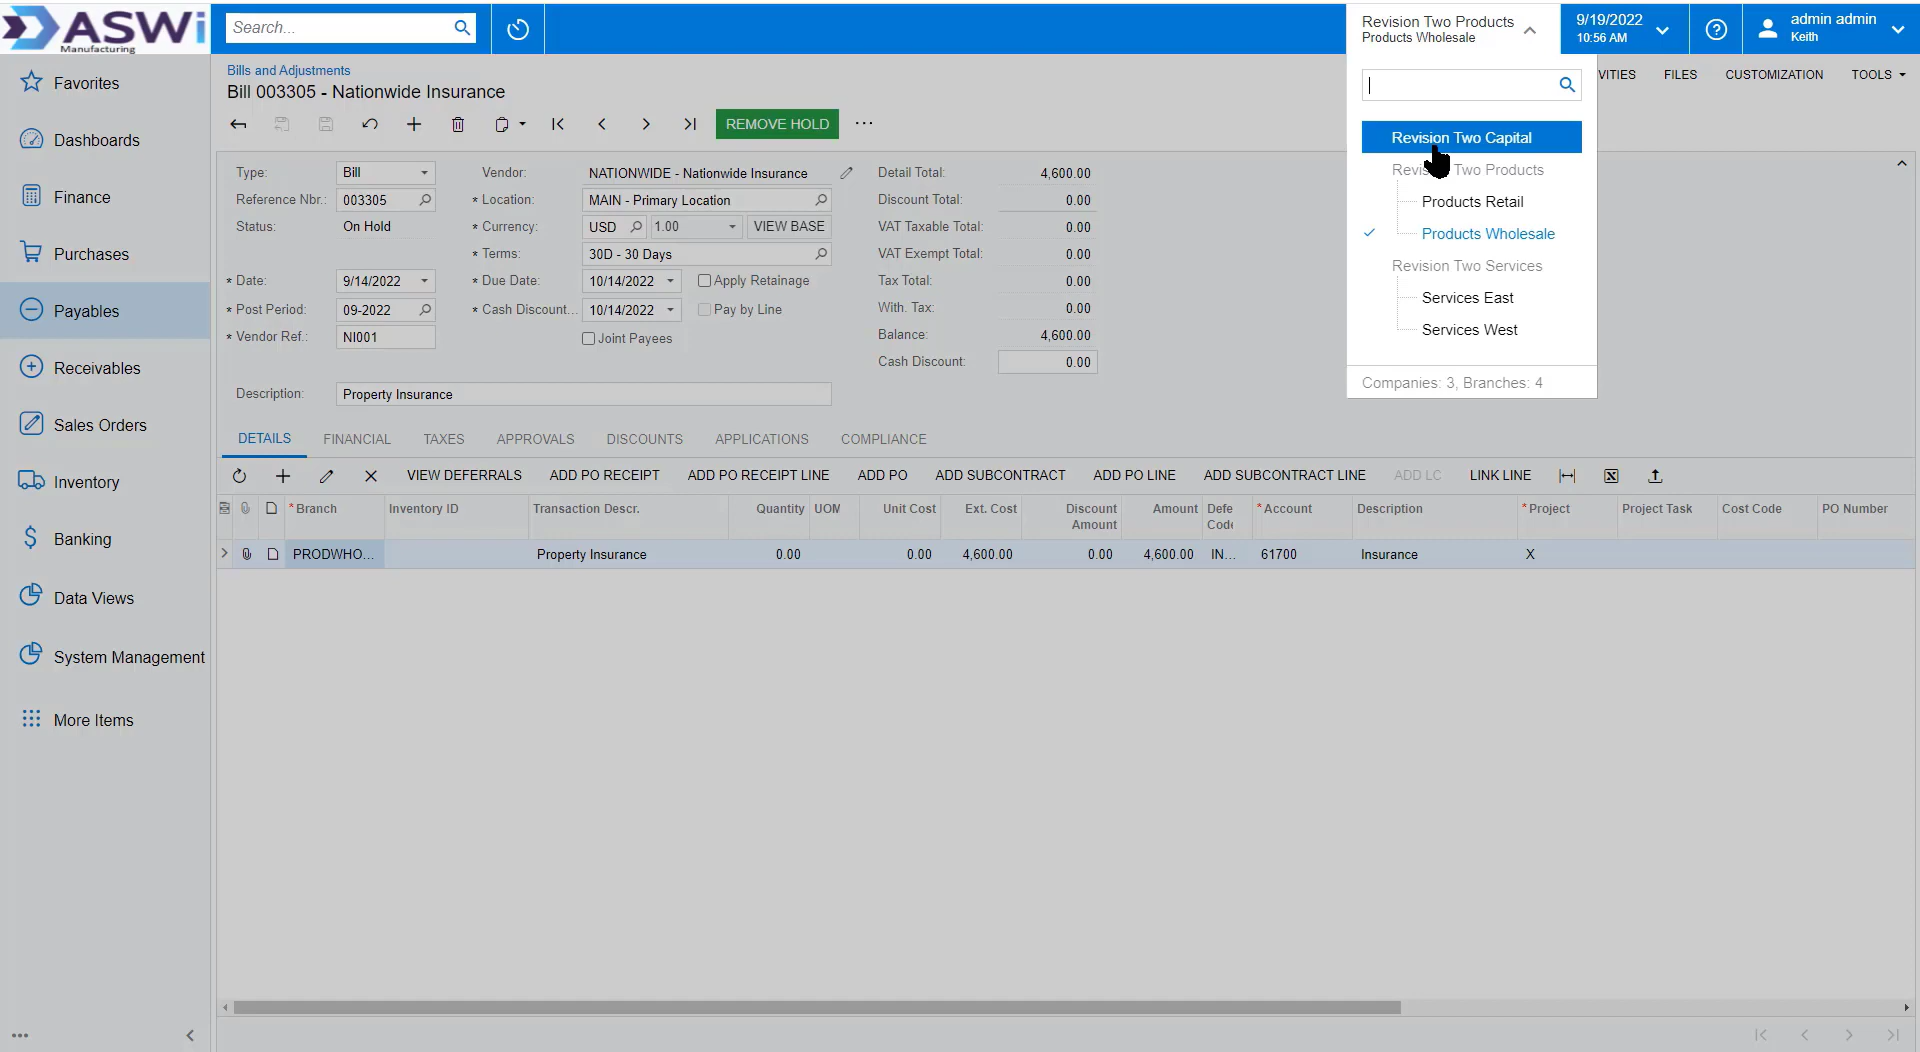 ASWi
Manufacturing
Search...
Revision Two Products
Products Wholesale
9/19/2022
10:56 AM
admin admin
Keith
Favorites
Dashboards
Finance
Purchases
Payables
Receivables
Sales Orders
Inventory
Banking
Data Views
System Management
More Items
Bills and Adjustments
Bill 003305 - Nationwide Insurance
VITIES FILES CUSTOMIZATION TOOLS
REMOVE HOLD
Revision Two Capital
Revis Two Products
Products Retail
Products Wholesale
Revision Two Services
Services East
Services West
Companies: 3, Branches: 4
Type: Bill
Reference Nbr.: 003305
Status: On Hold
* Date: 9/14/2022
* Post Period: 09-2022
* Vendor Ref.: NI001
Vendor: NATIONWIDE - Nationwide Insurance
* Location: MAIN - Primary Location
* Currency: USD 1.00 VIEW BASE
* Terms: 30D - 30 Days
* Due Date: 10/14/2022 Apply Retainage
* Cash Discount... 10/14/2022 Pay by Line
Joint Payees
Description: Property Insurance
Detail Total: 4,600.00
Discount Total: 0.00
VAT Taxable Total: 0.00
VAT Exempt Total: 0.00
Tax Total: 0.00
With. Tax: 0.00
Balance: 4,600.00
Cash Discount: 0.00
DETAILS FINANCIAL TAXES APPROVALS DISCOUNTS APPLICATIONS COMPLIANCE
VIEW DEFERRALS ADD PO RECEIPT ADD PO RECEIPT LINE ADD PO ADD SUBCONTRACT ADD PO LINE ADD SUBCONTRACT LINE ADD LC LINK LINE
* Branch Inventory ID Transaction Descr. Quantity UOM Unit Cost Ext. Cost Discount Amount Amount Defe Code * Account Description * Project Project Task Cost Code PO Number
PRODWHO... Property Insurance 0.00 0.00 4,600.00 0.00 4,600.00 IN... 61700 Insurance X